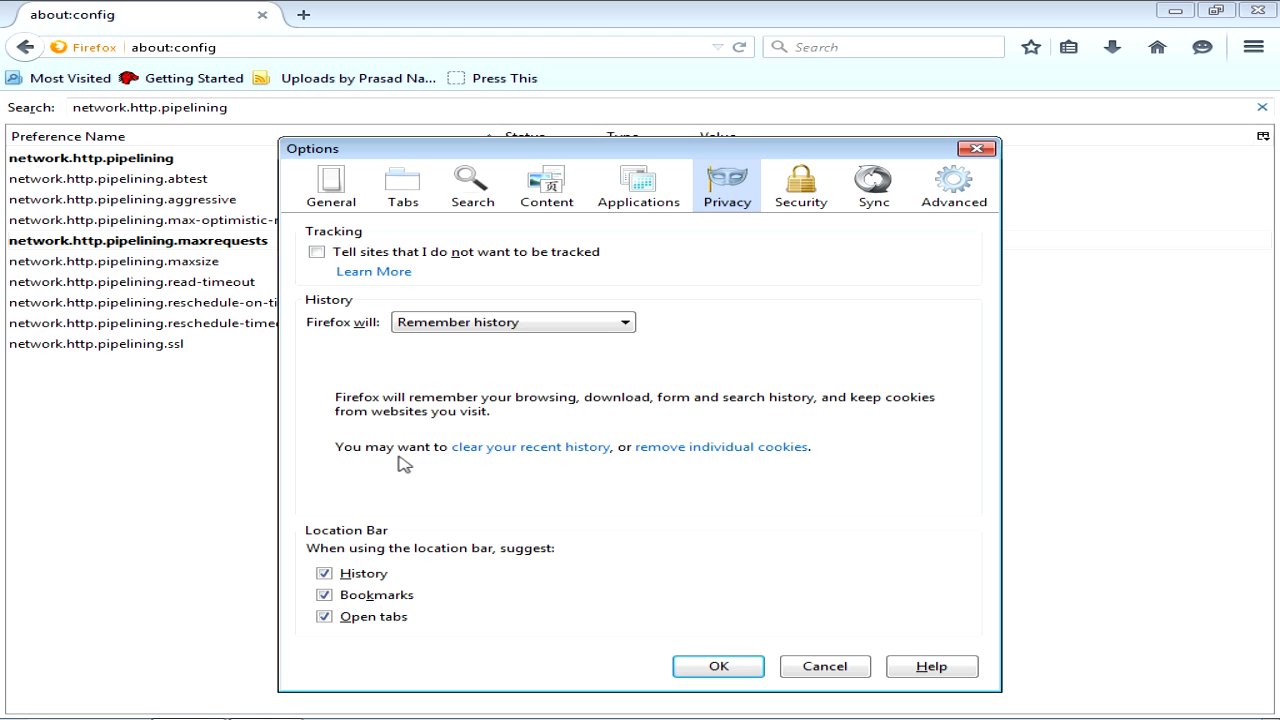 about:config
Firefox about:config
Search
Most Visited Getting Started Uploads by Prasad Na... Press This
Search: network.http.pipelining
Preference Name Status Type Value
network.http.pipelining
network.http.pipelining.abtest
network.http.pipelining.aggressive
network.http.pipelining.max-optimistic-r
network.http.pipelining.maxrequests
network.http.pipelining.maxsize
network.http.pipelining.read-timeout
network.http.pipelining.reschedule-on-ti
network.http.pipelining.reschedule-timeo
network.http.pipelining.ssl
Options
General Tabs Search Content Applications Privacy Security Sync Advanced
Tracking
Tell sites that I do not want to be tracked
Learn More
History
Firefox will: Remember history
Firefox will remember your browsing, download, form and search history, and keep cookies
from websites you visit.
You may want to clear your recent history, or remove individual cookies.
Location Bar
When using the location bar, suggest:
History
Bookmarks
Open tabs
OK Cancel Help